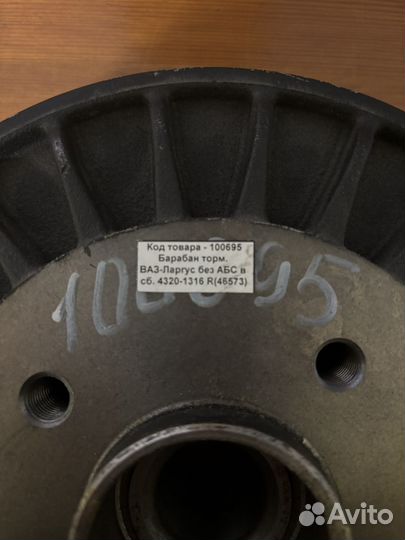 Код товара - 100695
Барабан торм.
ВАЗ-Ларгус без АБС в
сб. 4320-1316 R(46573)
100695
Avito